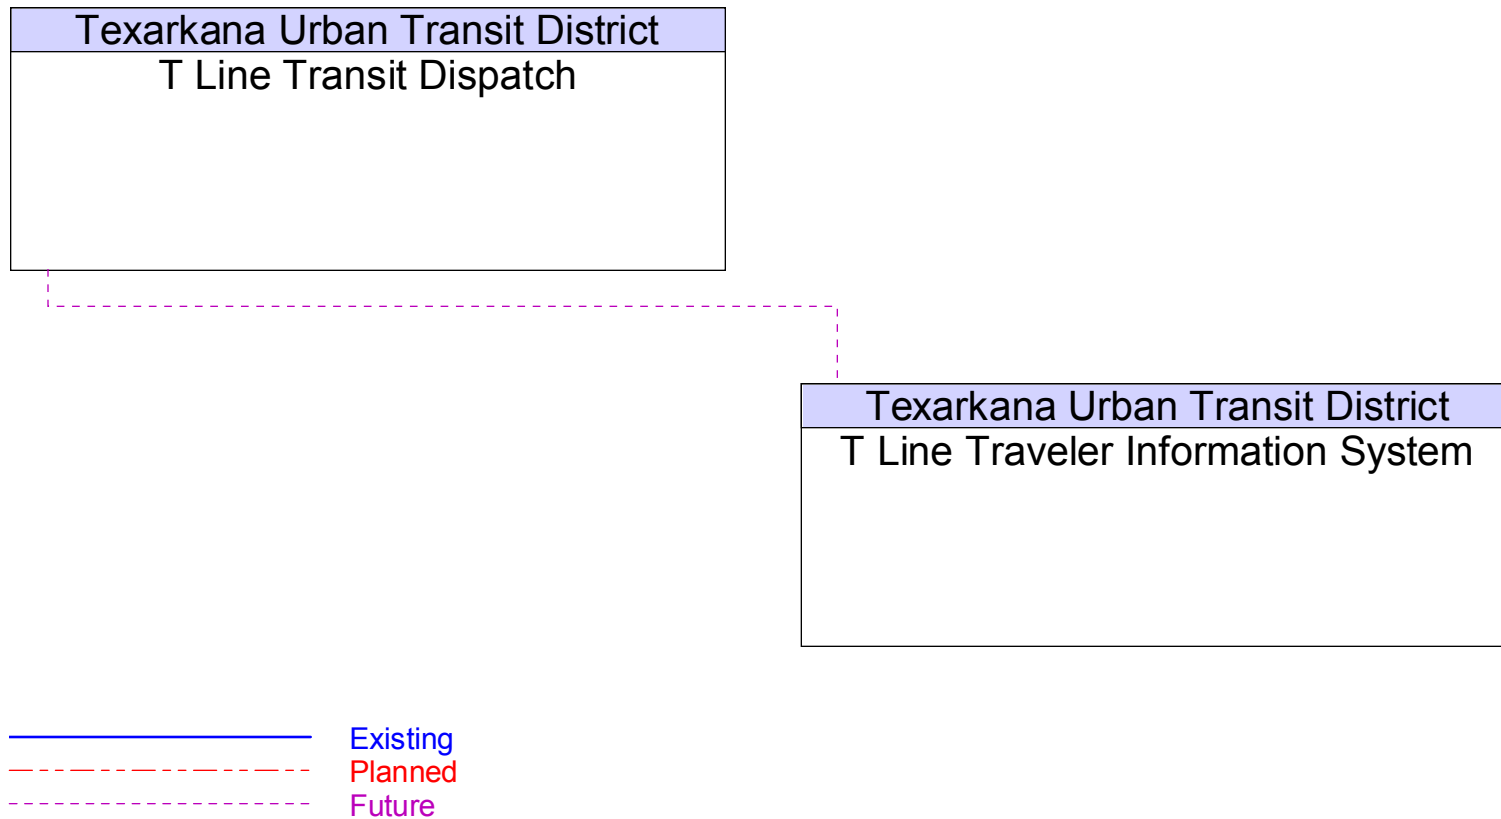 Texarkana Urban Transit District
T Line Transit Dispatch
Texarkana Urban Transit District
T Line Traveler Information System
Existing
Planned
Future